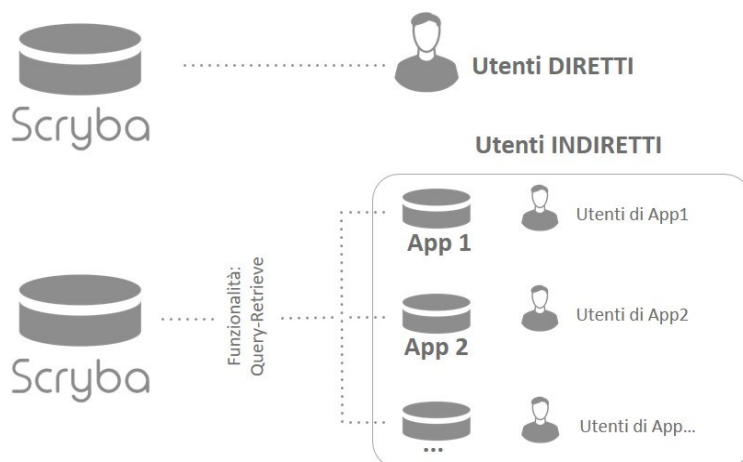 Scryba
Utenti DIRETTI
Utenti INDIRETTI
Scryba
Funzionalità:
Query-Retrieve
App 1
Utenti di App1
App 2
Utenti di App2
...
Utenti di App...